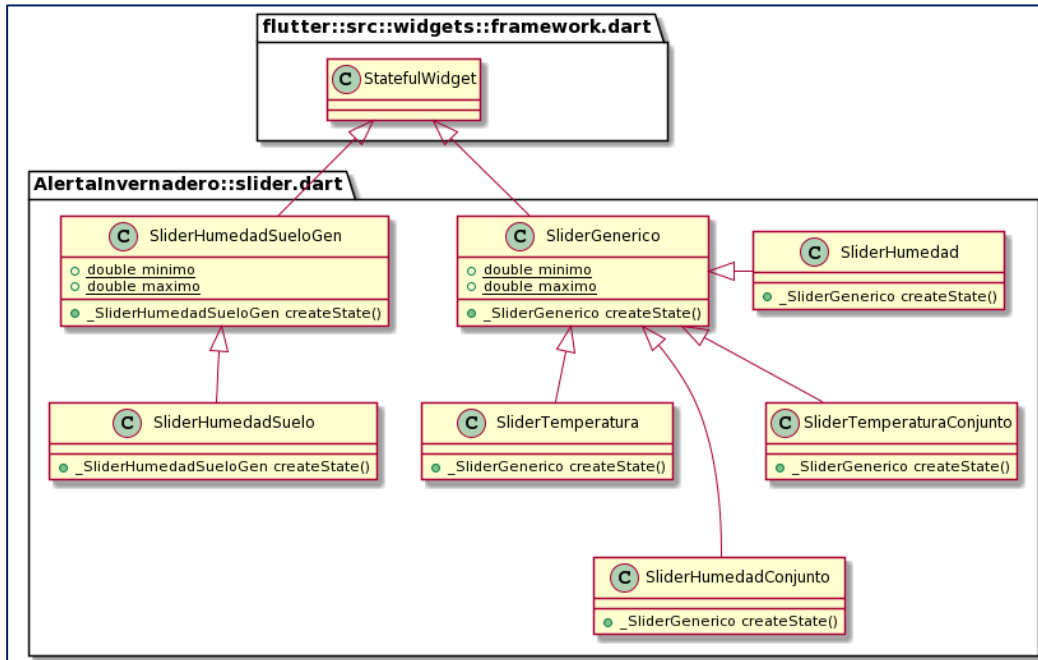 flutter::src::widgets::framework.dart
C StatefulWidget
AlertaInvernadero::slider.dart
C SliderHumedadSueloGen
double minimo
double maximo
_SliderHumedadSueloGen createState()
C SliderGenerico
double minimo
double maximo
_SliderGenerico createState()
C SliderHumedad
_SliderGenerico createState()
C SliderHumedadSuelo
_SliderHumedadSueloGen createState()
C SliderTemperatura
_SliderGenerico createState()
C SliderTemperaturaConjunto
_SliderGenerico createState()
C SliderHumedadConjunto
_SliderGenerico createState()